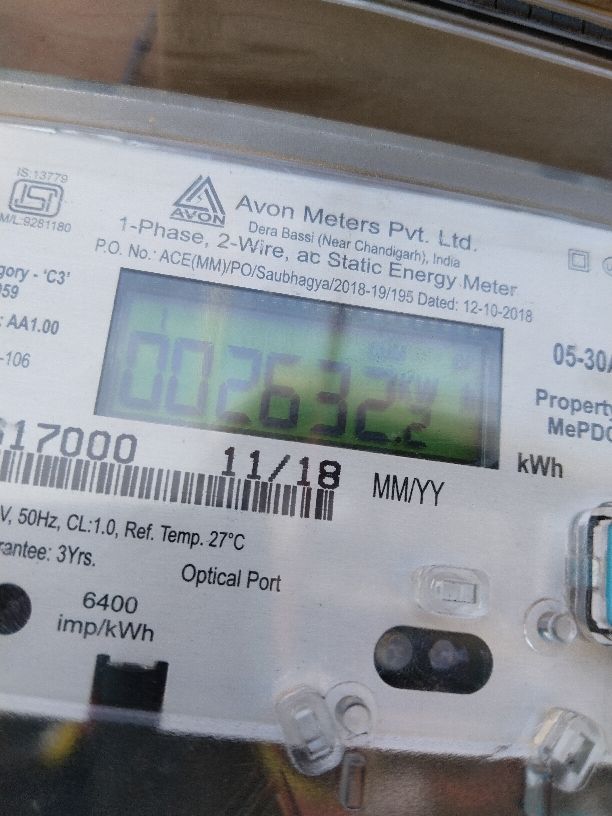 IS:13779
M/L:9281180
AVON
Avon Meters Pvt. Ltd.
Dera Bassi (Near Chandigarh), India
1-Phase, 2-Wire, ac Static Energy Meter
P.O. No.: ACE(MM)/PO/Saubhagya/2018-19/195 Dated: 12-10-2018
gory - 'C3'
059
: AA1.00
-106
002632.2
kWh
05-30A
Property
MePDC
17000
11/18
MM/YY
V, 50Hz, CL:1.0, Ref. Temp. 27°C
rantee: 3Yrs.
Optical Port
6400
imp/kWh